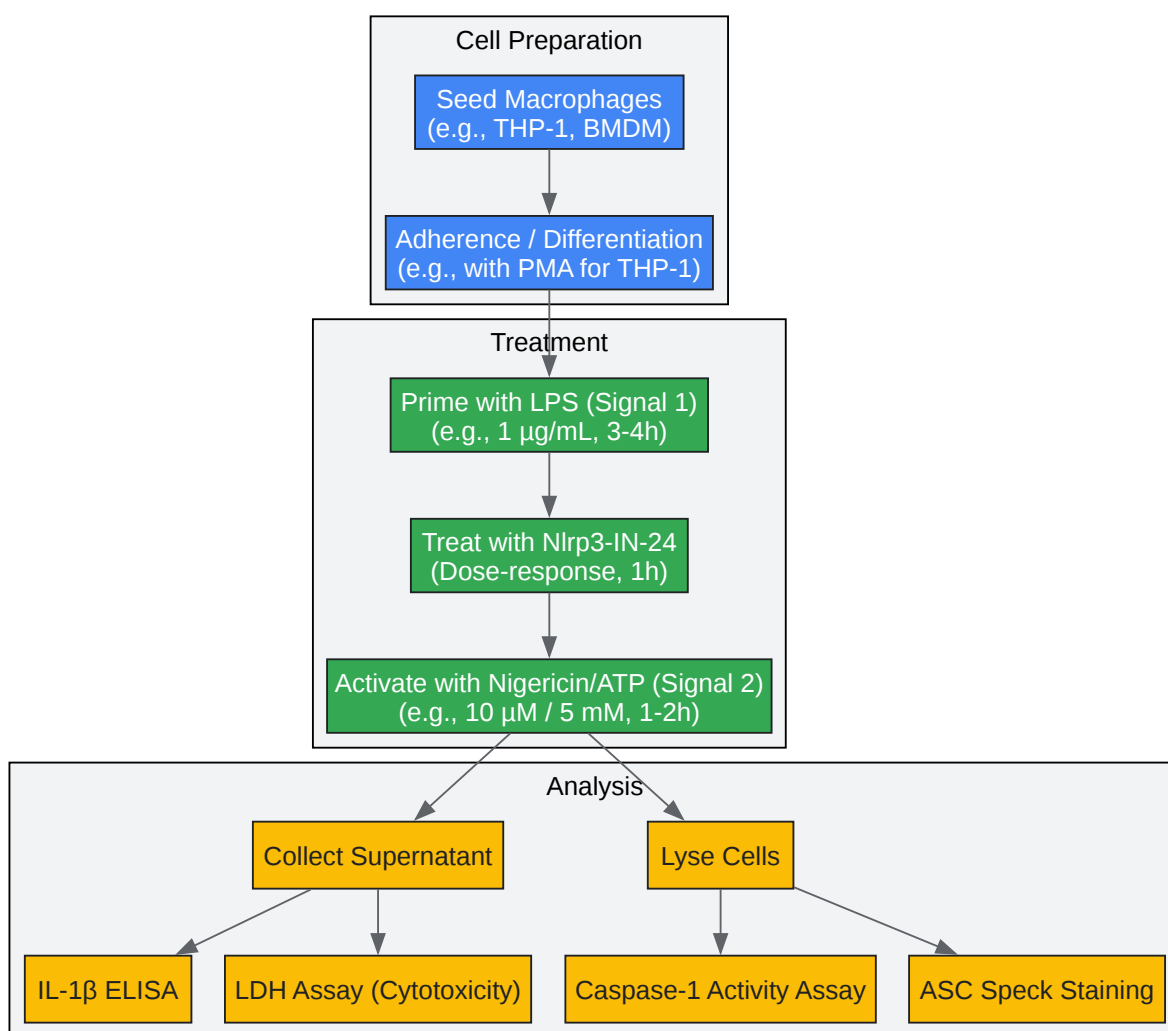 Cell Preparation
Seed Macrophages
(e.g., THP-1, BMDM)
Adherence / Differentiation
(e.g., with PMA for THP-1)
Treatment
Prime with LPS (Signal 1)
(e.g., 1 µg/mL, 3-4h)
Treat with Nlrp3-IN-24
(Dose-response, 1h)
Activate with Nigericin/ATP (Signal 2)
(e.g., 10 µM / 5 mM, 1-2h)
Analysis
Collect Supernatant
Lyse Cells
IL-1β ELISA
LDH Assay (Cytotoxicity)
Caspase-1 Activity Assay
ASC Speck Staining